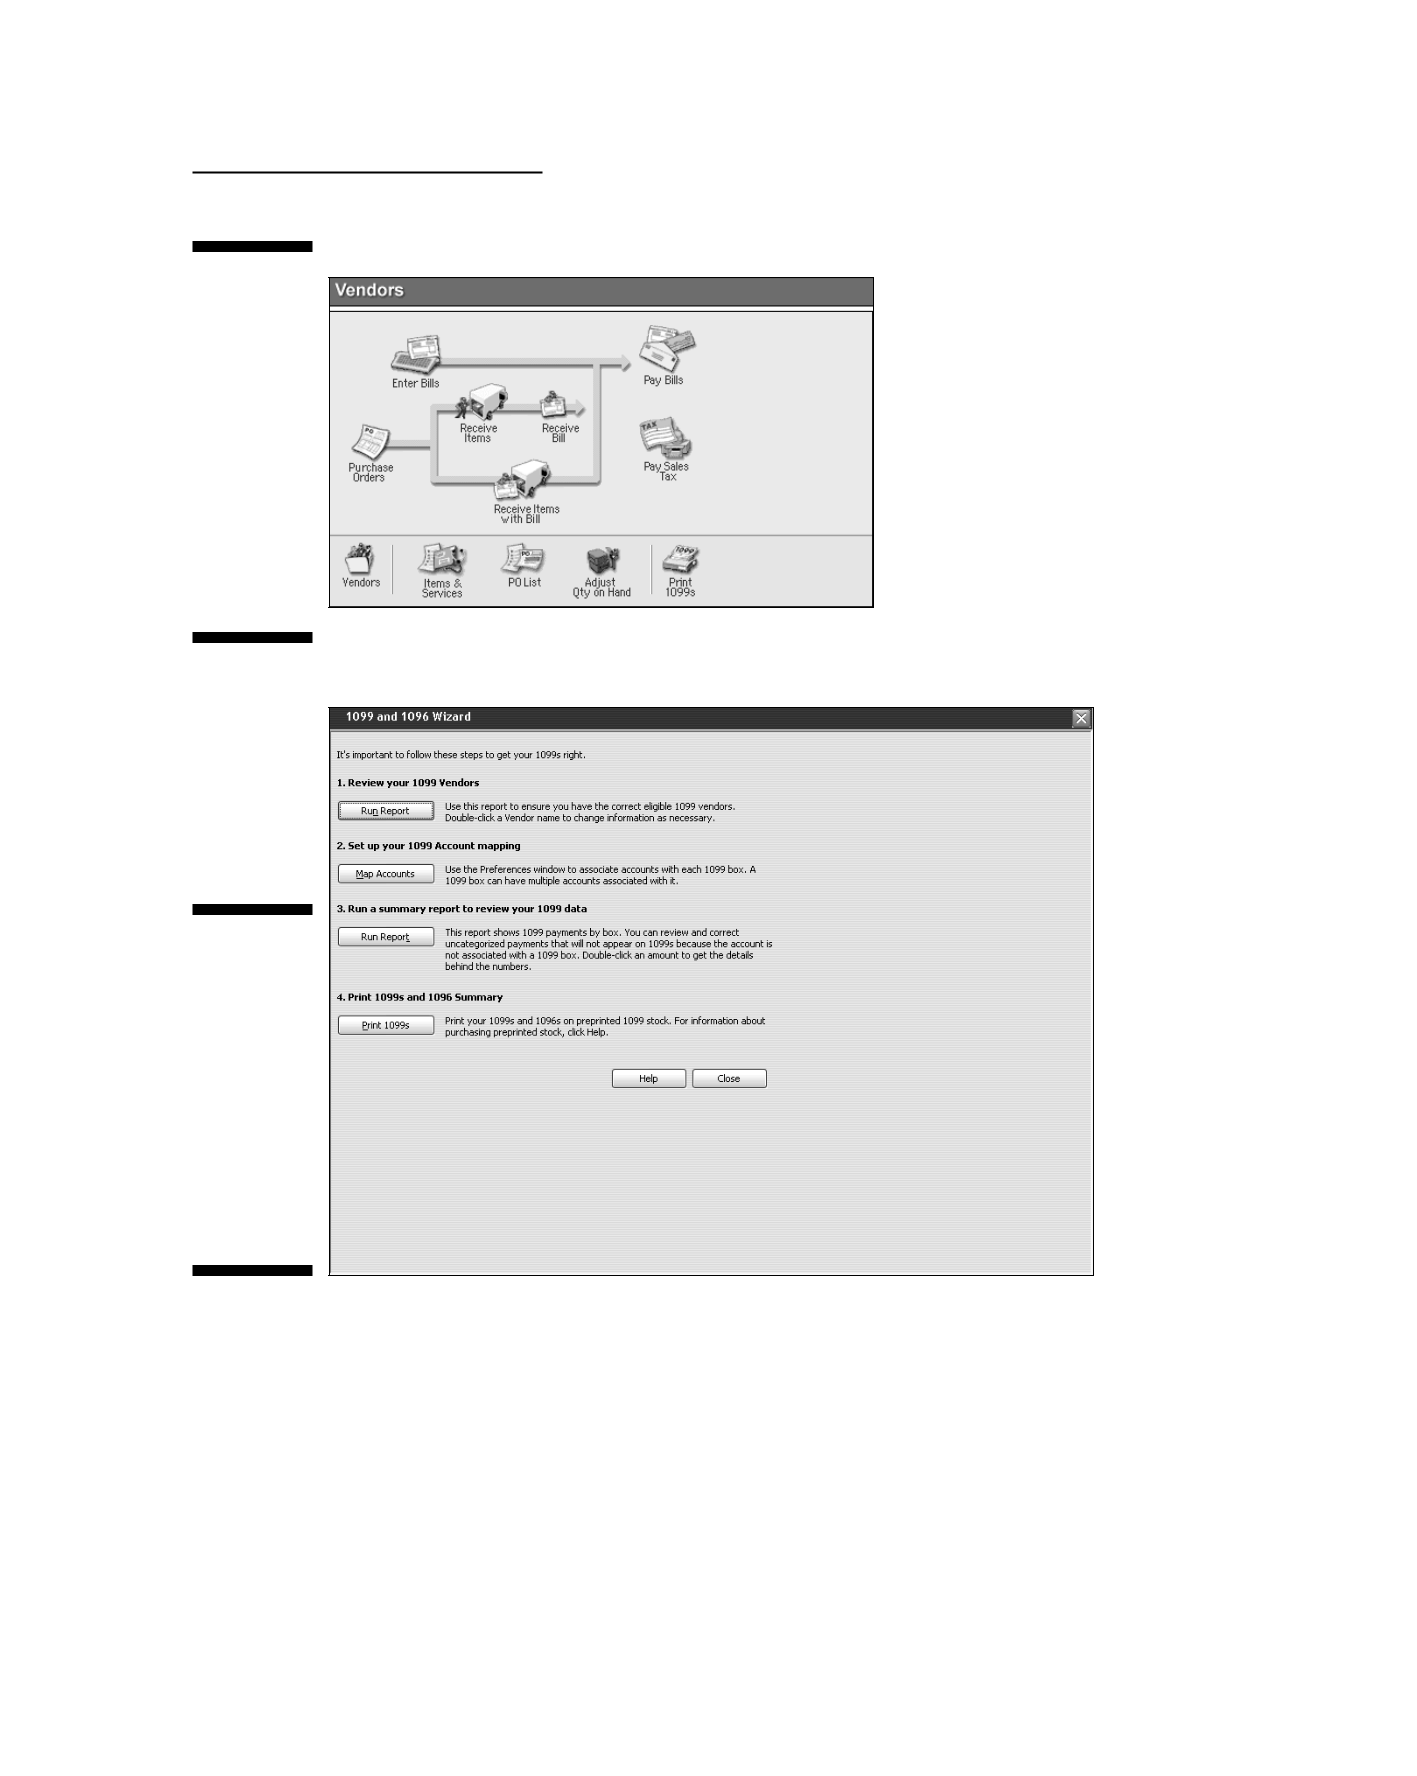 Vendors
Enter Bills
Pay Bills
Receive
Items
Receive
Bill
PO
Purchase
Orders
TAX
Pay Sales
Tax
Receive Items
with Bill
Vendors
Items &
Services
PO
PO List
Adjust
Qty on Hand
1099
Print
1099s
1099 and 1096 Wizard
It's important to follow these steps to get your 1099s right.
1. Review your 1099 Vendors
Run Report
Use this report to ensure you have the correct eligible 1099 vendors.
Double-click a Vendor name to change information as necessary.
2. Set up your 1099 Account mapping
Map Accounts
Use the Preferences window to associate accounts with each 1099 box. A
1099 box can have multiple accounts associated with it.
3. Run a summary report to review your 1099 data
Run Report
This report shows 1099 payments by box. You can review and correct
uncategorized payments that will not appear on 1099s because the account is
not associated with a 1099 box. Double-click an amount to get the details
behind the numbers.
4. Print 1099s and 1096 Summary
Print 1099s
Print your 1099s and 1096s on preprinted 1099 stock. For information about
purchasing preprinted stock, click Help.
Help
Close